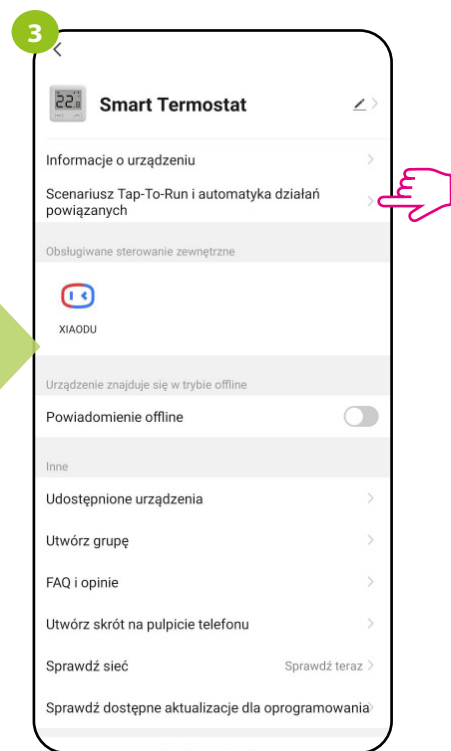 3
Smart Termostat
Informacje o urządzeniu
Scenariusz Tap-To-Run i automatyka działań
powiązanych
Obsługiwane sterowanie zewnętrzne
XIAODU
Urządzenie znajduje się w trybie offline
Powiadomienie offline
Inne
Udostępnione urządzenia
Utwórz grupę
FAQ i opinie
Utwórz skrót na pulpicie telefonu
Sprawdź sieć Sprawdź teraz
Sprawdź dostępne aktualizacje dla oprogramowania